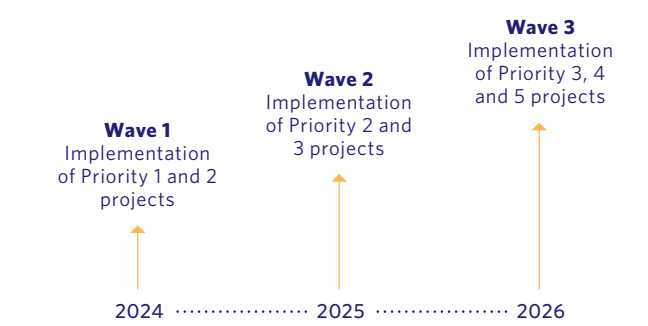 Wave 1
Implementation
of Priority 1 and 2
projects
Wave 2
Implementation
of Priority 2 and
3 projects
Wave 3
Implementation
of Priority 3, 4
and 5 projects
2024 2025 2026